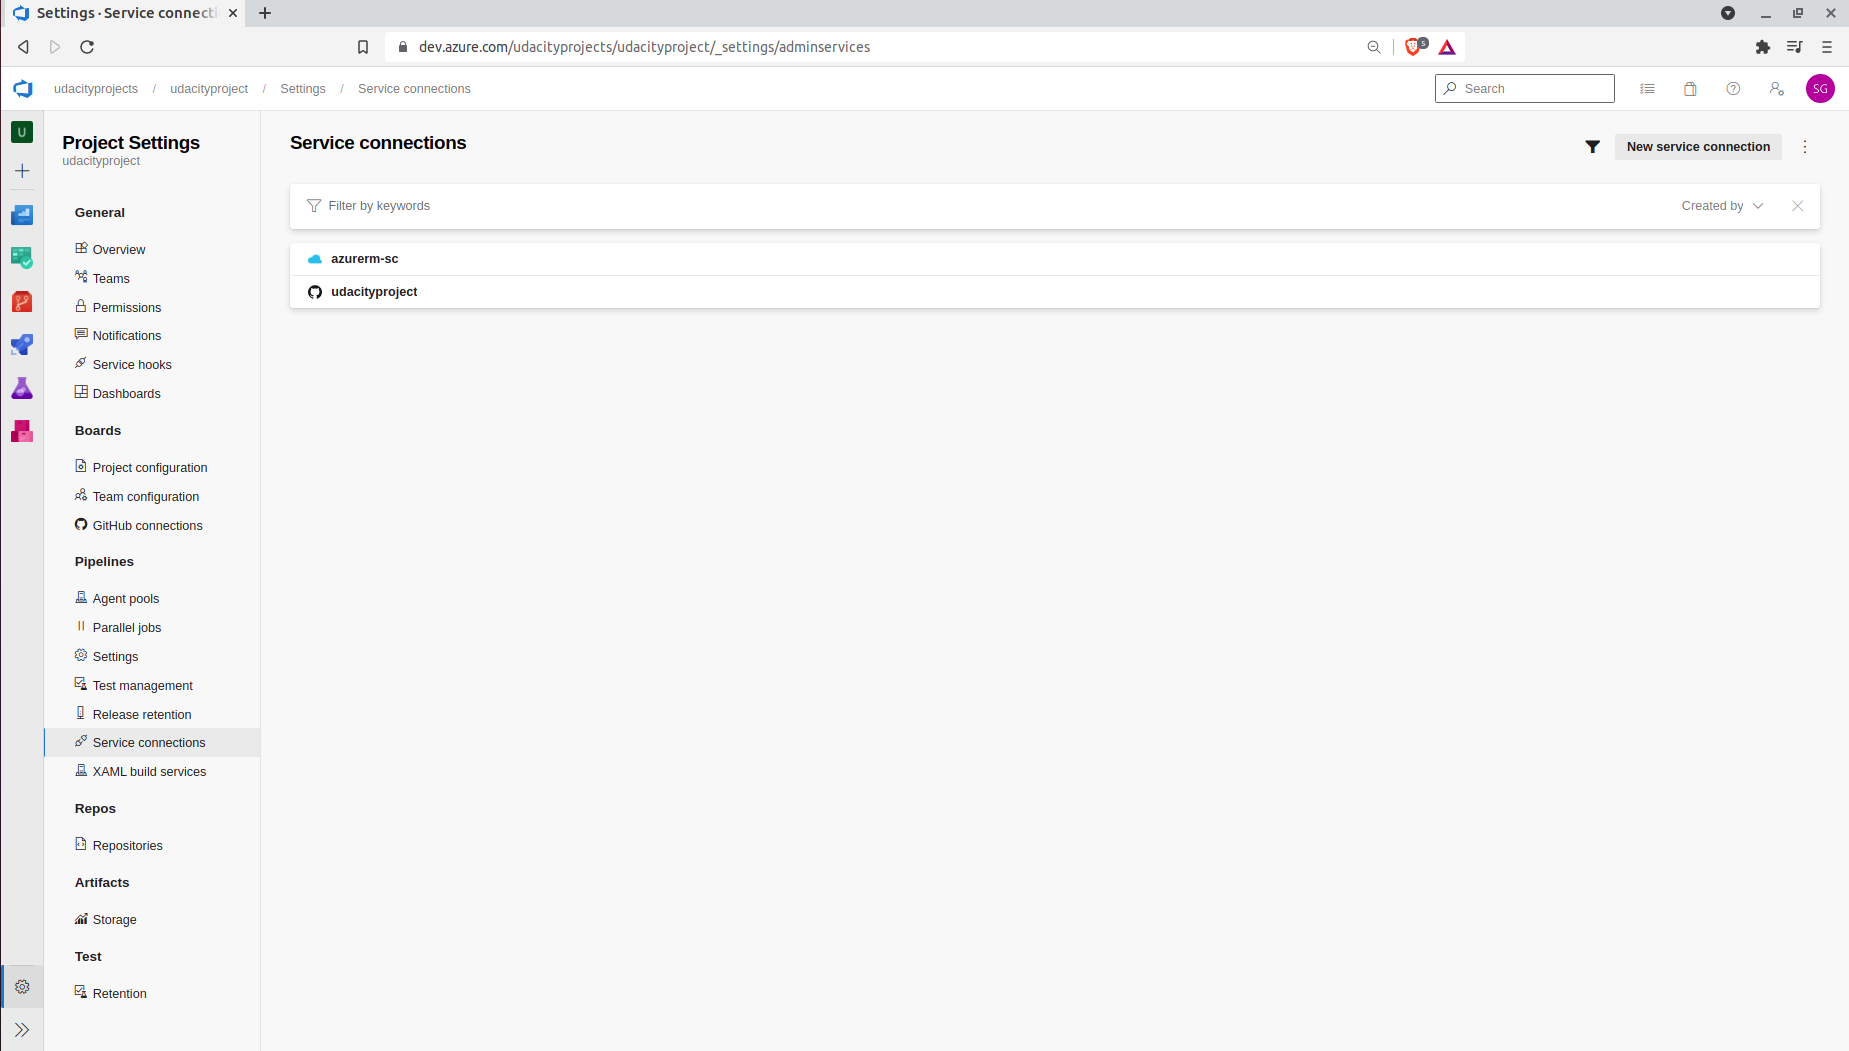 Settings · Service connecti
dev.azure.com/udacityprojects/udacityproject/_settings/adminservices
5
udacityprojects / udacityproject / Settings / Service connections
Search
SG
U
Project Settings
udacityproject
General
Overview
Teams
Permissions
Notifications
Service hooks
Dashboards
Boards
Project configuration
Team configuration
GitHub connections
Pipelines
Agent pools
Parallel jobs
Settings
Test management
Release retention
Service connections
XAML build services
Repos
Repositories
Artifacts
Storage
Test
Retention
Service connections
New service connection
Filter by keywords
Created by
azurerm-sc
udacityproject